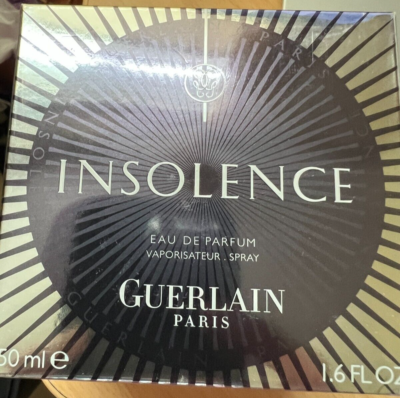 INSOLENCE
EAU DE PARFUM
VAPORISATEUR . SPRAY
GUERLAIN
PARIS
50 ml e
1.6 FL OZ